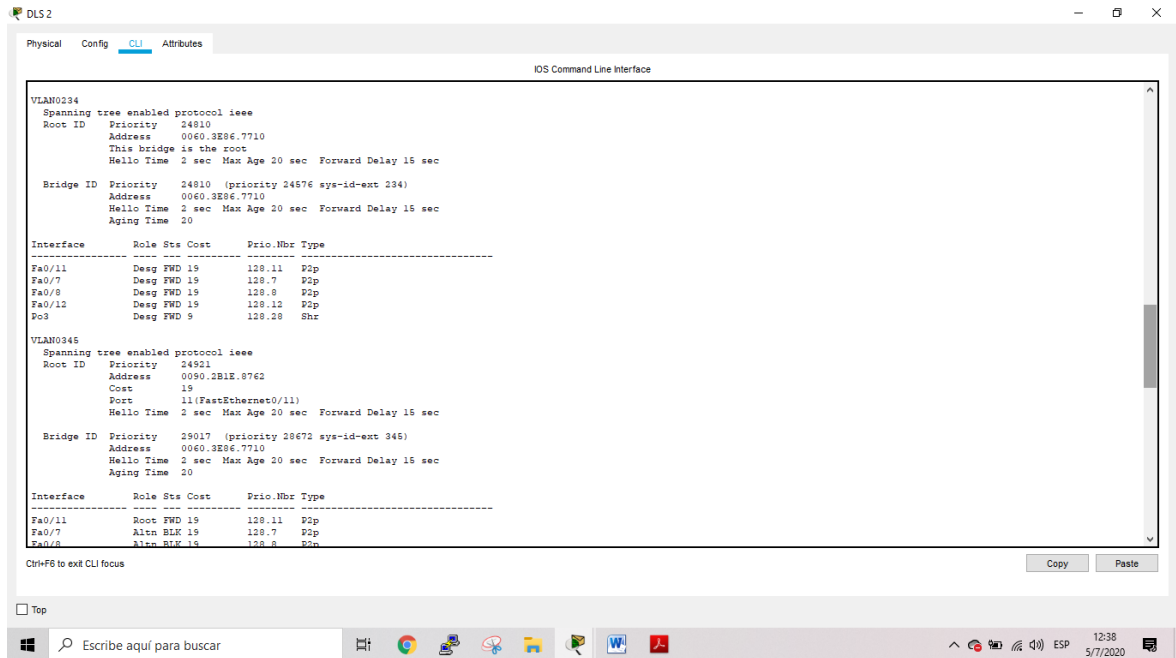 DLS 2
Physical Config CLI Attributes
IOS Command Line Interface
VLAN0234
Spanning tree enabled protocol ieee
Root ID Priority 24810
Address 0060.3E86.7710
This bridge is the root
Hello Time 2 sec Max Age 20 sec Forward Delay 15 sec
Bridge ID Priority 24810 (priority 24576 sys-id-ext 234)
Address 0060.3E86.7710
Hello Time 2 sec Max Age 20 sec Forward Delay 15 sec
Aging Time 20
Interface Role Sts Cost Prio.Nbr Type
---------------- ---- --- --------- -------- --------------------------------
Fa0/11 Desg FWD 19 128.11 P2p
Fa0/7 Desg FWD 19 128.7 P2p
Fa0/8 Desg FWD 19 128.8 P2p
Fa0/12 Desg FWD 19 128.12 P2p
Po3 Desg FWD 9 128.28 Shr
VLAN0345
Spanning tree enabled protocol ieee
Root ID Priority 24921
Address 0090.2B1E.8762
Cost 19
Port 11(FastEthernet0/11)
Hello Time 2 sec Max Age 20 sec Forward Delay 15 sec
Bridge ID Priority 29017 (priority 28672 sys-id-ext 345)
Address 0060.3E86.7710
Hello Time 2 sec Max Age 20 sec Forward Delay 15 sec
Aging Time 20
Interface Role Sts Cost Prio.Nbr Type
---------------- ---- --- --------- -------- --------------------------------
Fa0/11 Root FWD 19 128.11 P2p
Fa0/7 Altn BLK 19 128.7 P2p
Fa0/8 Altn BLK 19 128.8 P2p
Ctrl+F6 to exit CLI focus
Copy Paste
Top
Escribe aquí para buscar
ESP
12:38
5/7/2020